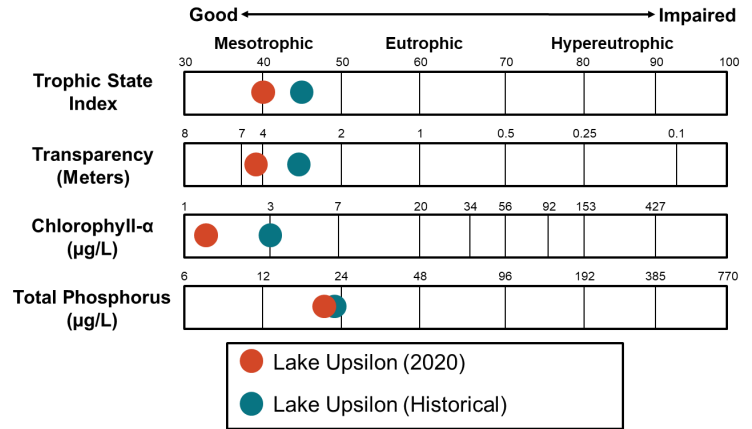 Good Impaired
Mesotrophic Eutrophic Hypereutrophic
30 40 50 60 70 80 90 100
Trophic State
Index
8 7 4 2 1 0.5 0.25 0.1
Transparency
(Meters)
1 3 7 20 34 56 92 153 427
Chlorophyll-α
(µg/L)
6 12 24 48 96 192 385 770
Total Phosphorus
(µg/L)
Lake Upsilon (2020)
Lake Upsilon (Historical)